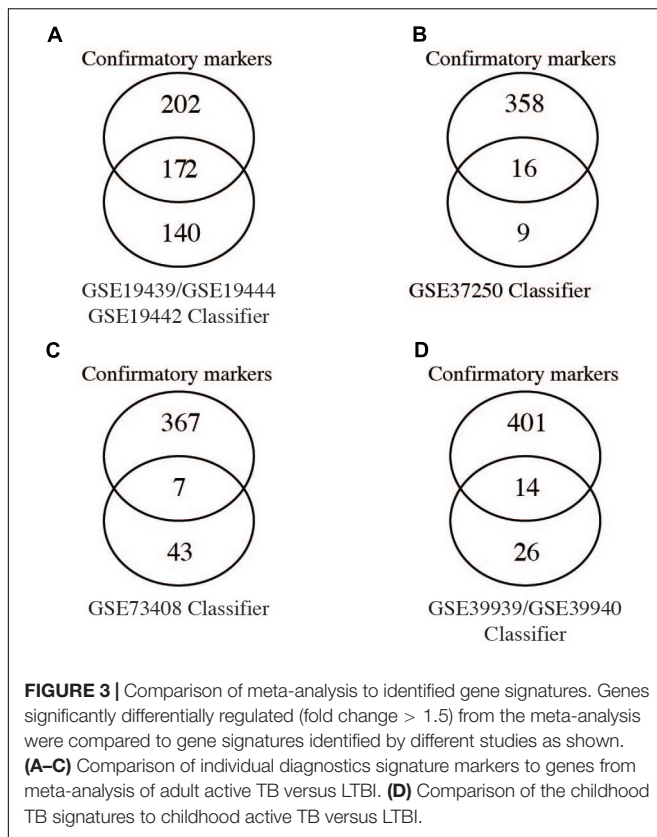 A
Confirmatory markers
202
172
140
GSE19439/GSE19444
GSE19442 Classifier
B
Confirmatory markers
358
16
9
GSE37250 Classifier
C
Confirmatory markers
367
7
43
GSE73408 Classifier
D
Confirmatory markers
401
14
26
GSE39939/GSE39940
Classifier
FIGURE 3 | Comparison of meta-analysis to identified gene signatures. Genes
significantly differentially regulated (fold change > 1.5) from the meta-analysis
were compared to gene signatures identified by different studies as shown.
(A–C) Comparison of individual diagnostics signature markers to genes from
meta-analysis of adult active TB versus LTBI. (D) Comparison of the childhood
TB signatures to childhood active TB versus LTBI.